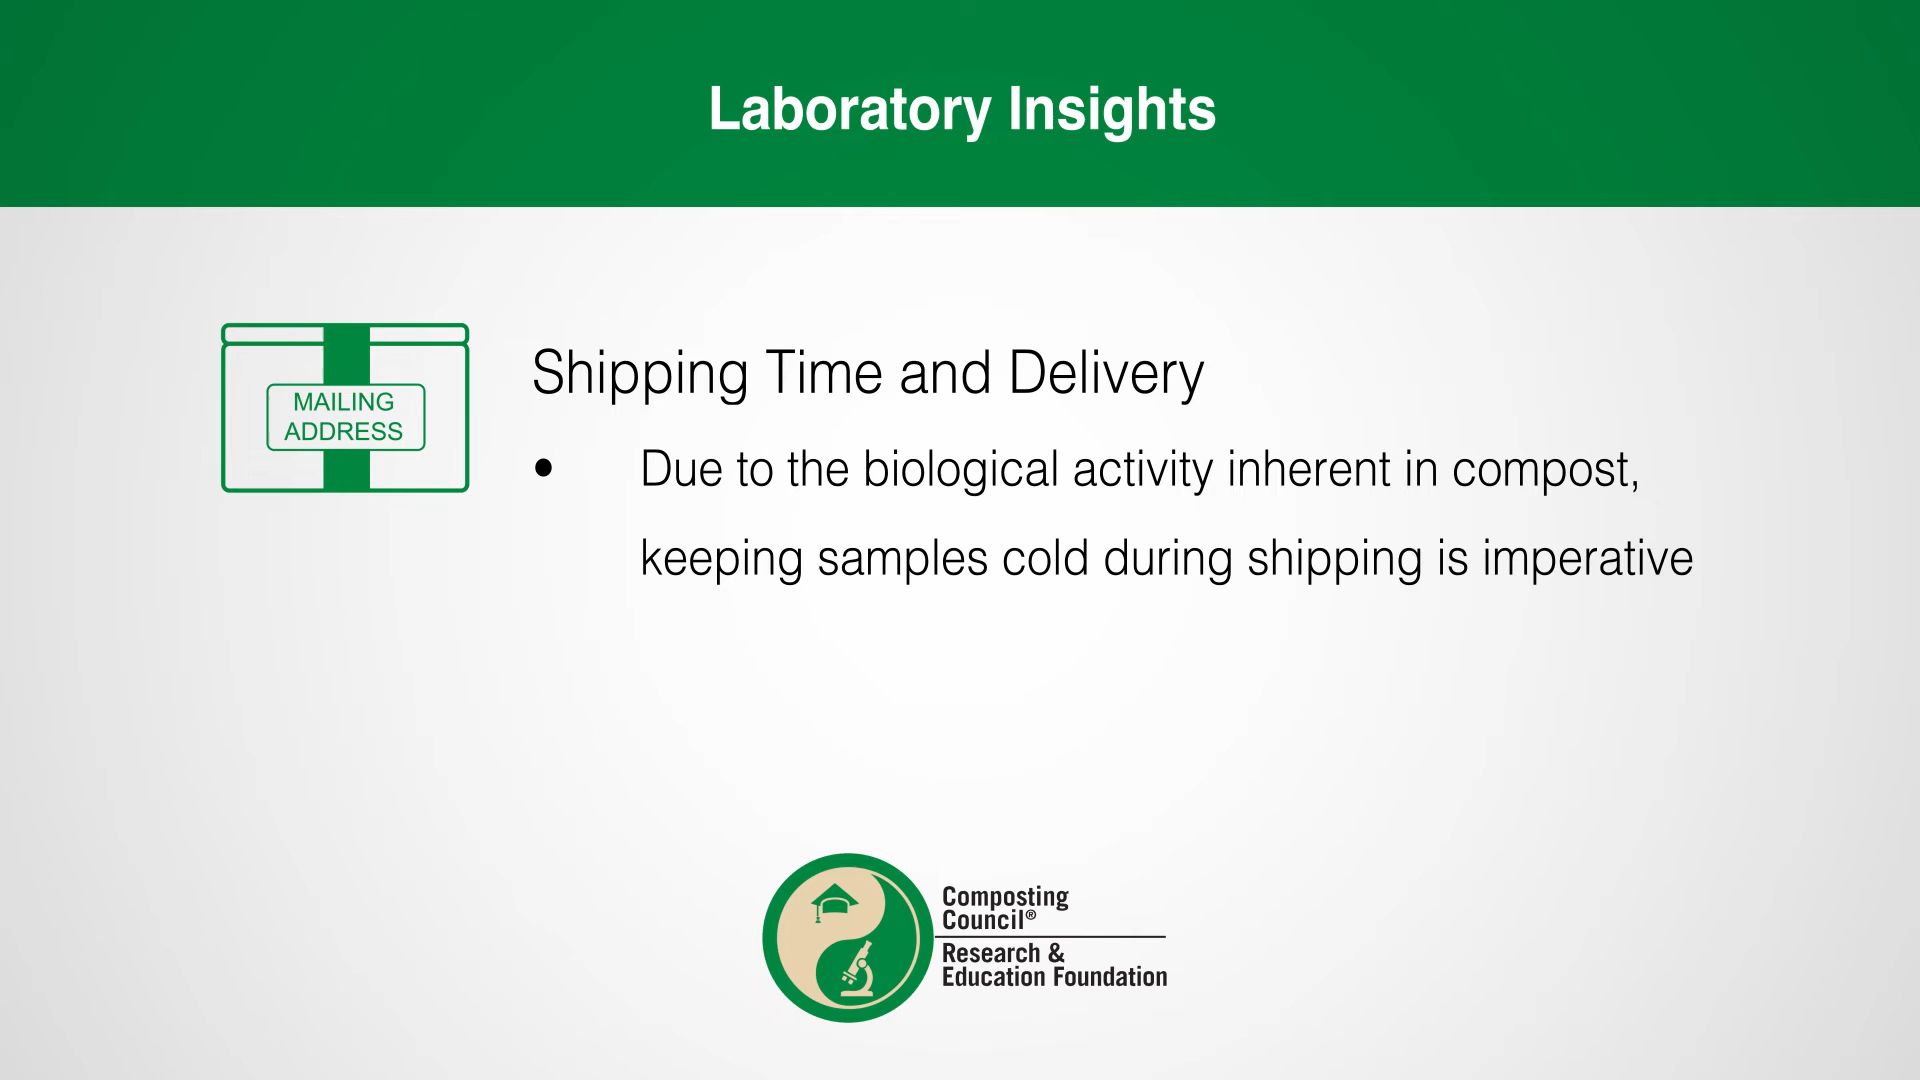 Laboratory Insights
MAILING
ADDRESS
Shipping Time and Delivery
• Due to the biological activity inherent in compost,
keeping samples cold during shipping is imperative
Composting
Council®
Research &
Education Foundation